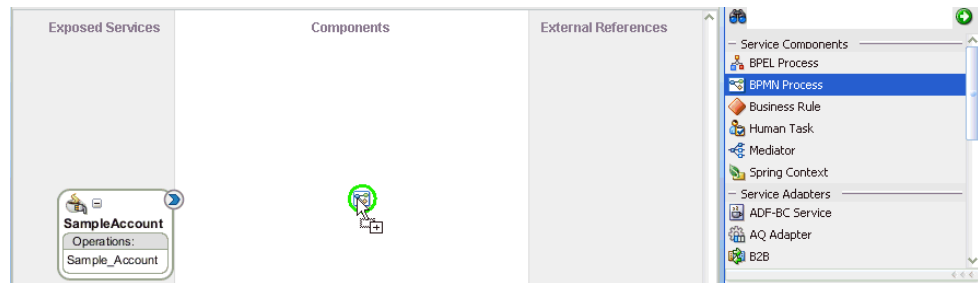 Exposed Services
Components
External References
SampleAccount
Operations:
Sample_Account
Service Components
BPEL Process
BPMN Process
Business Rule
Human Task
Mediator
Spring Context
Service Adapters
ADF-BC Service
AQ Adapter
B2B